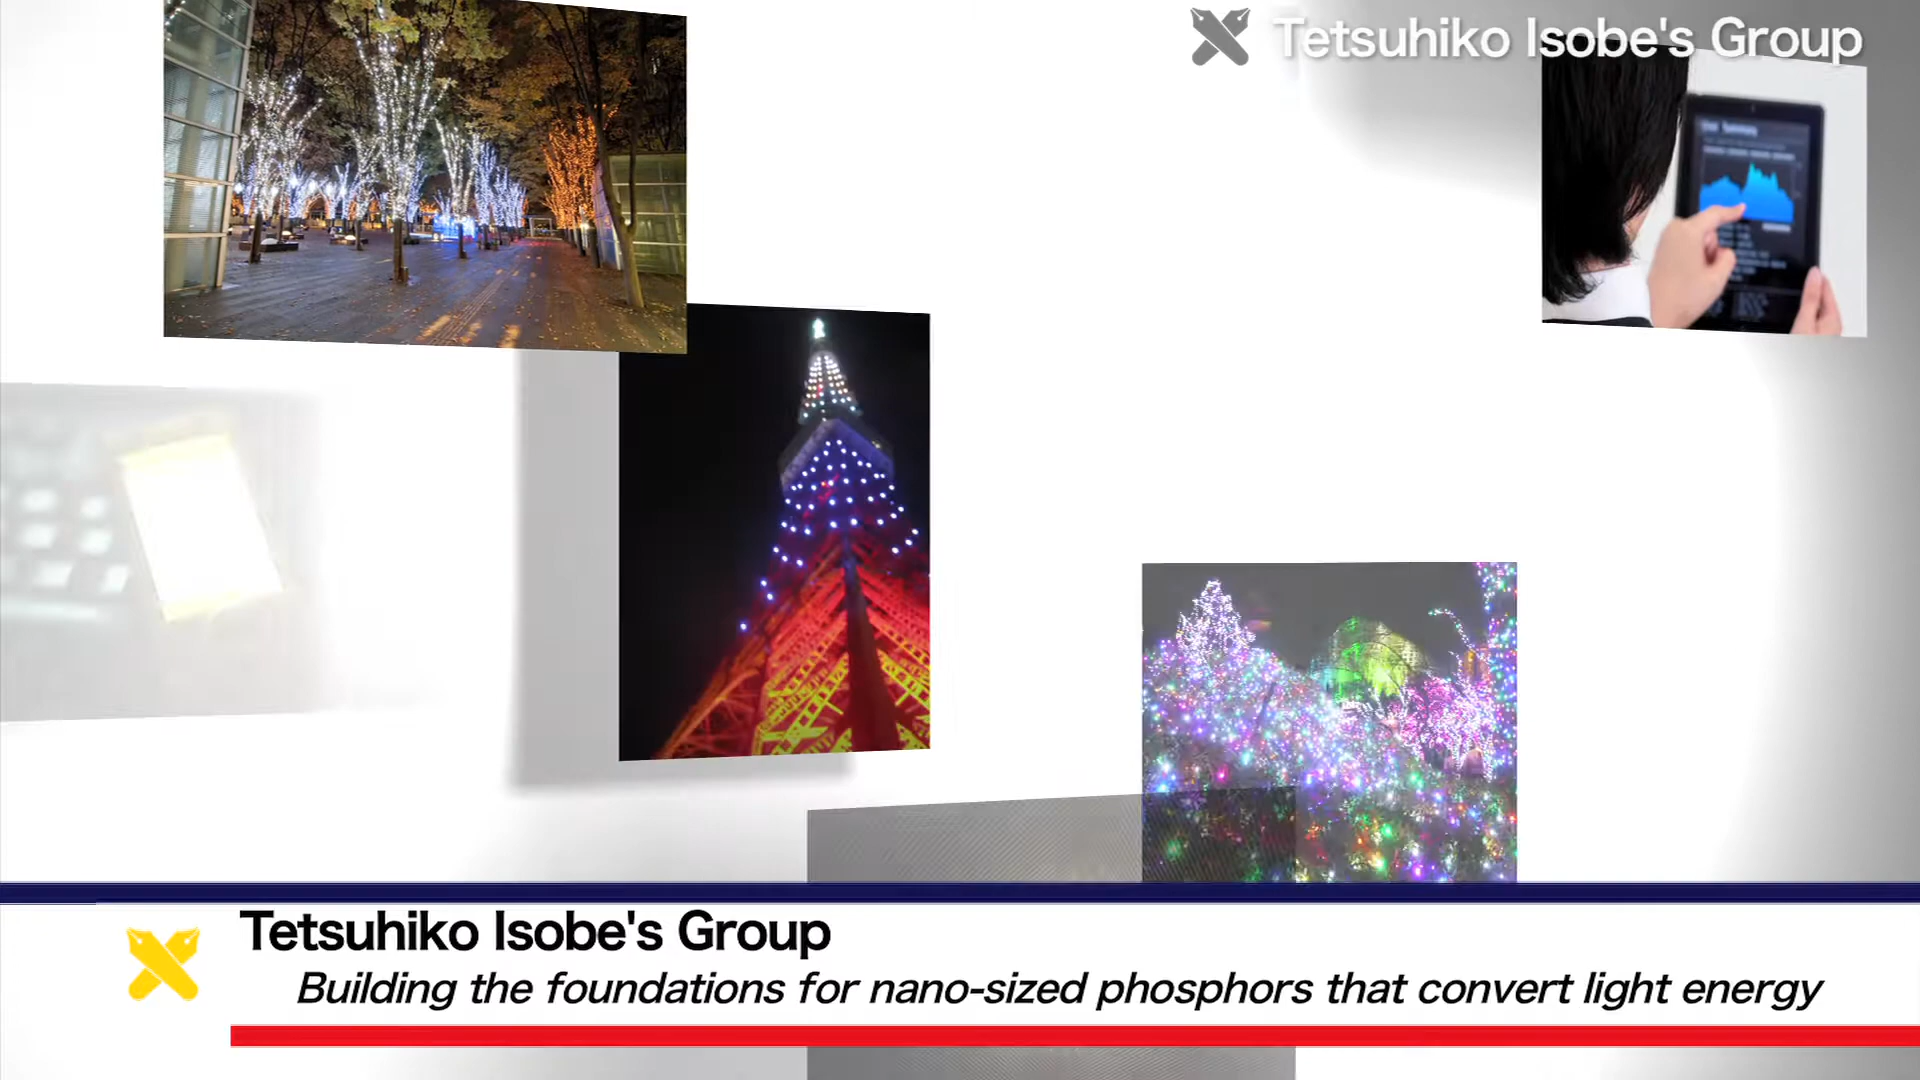 Tetsuhiko Isobe's Group
Tetsuhiko Isobe's Group
Building the foundations for nano-sized phosphors that convert light energy